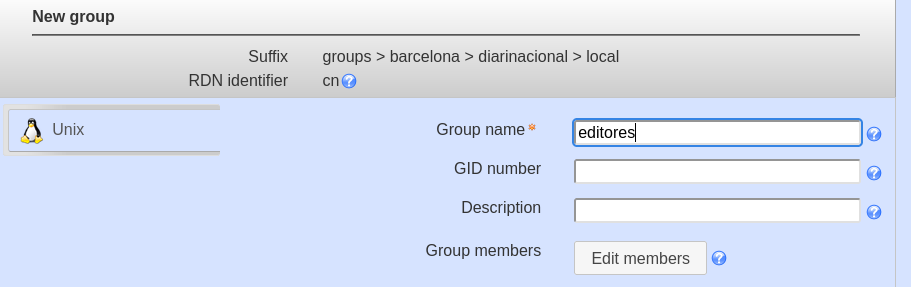 New group
Suffix groups > barcelona > diarinacional > local
RDN identifier cn
Unix
Group name * editores
GID number
Description
Group members Edit members